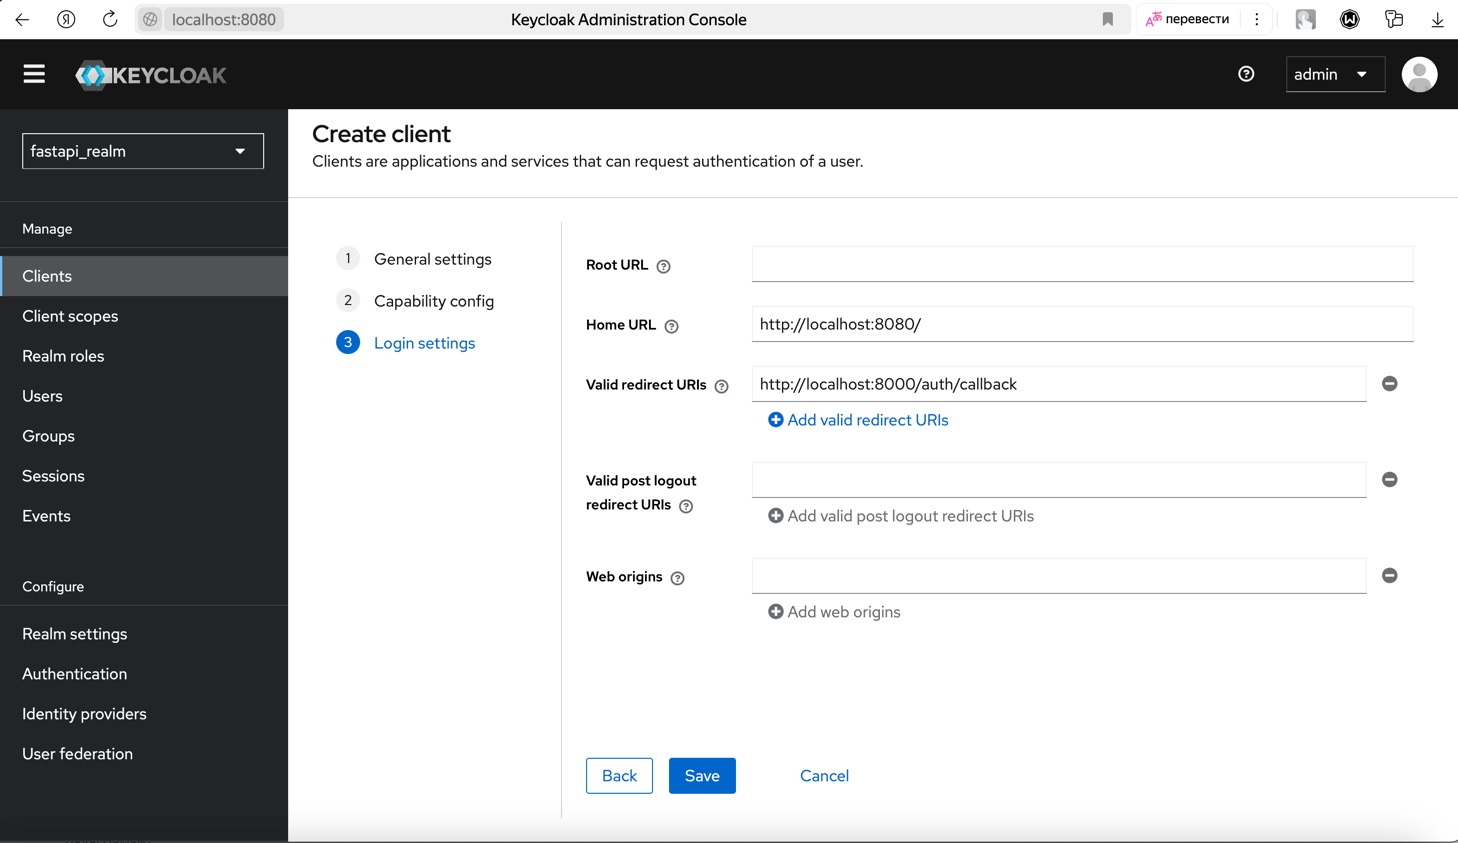 localhost:8080
Keycloak Administration Console
перевести
KEYCLOAK
admin
fastapi_realm
Manage
Clients
Client scopes
Realm roles
Users
Groups
Sessions
Events
Configure
Realm settings
Authentication
Identity providers
User federation
Create client
Clients are applications and services that can request authentication of a user.
1 General settings
2 Capability config
3 Login settings
Root URL
Home URL
http://localhost:8080/
Valid redirect URIs
http://localhost:8000/auth/callback
Add valid redirect URIs
Valid post logout
redirect URIs
Add valid post logout redirect URIs
Web origins
Add web origins
Back
Save
Cancel